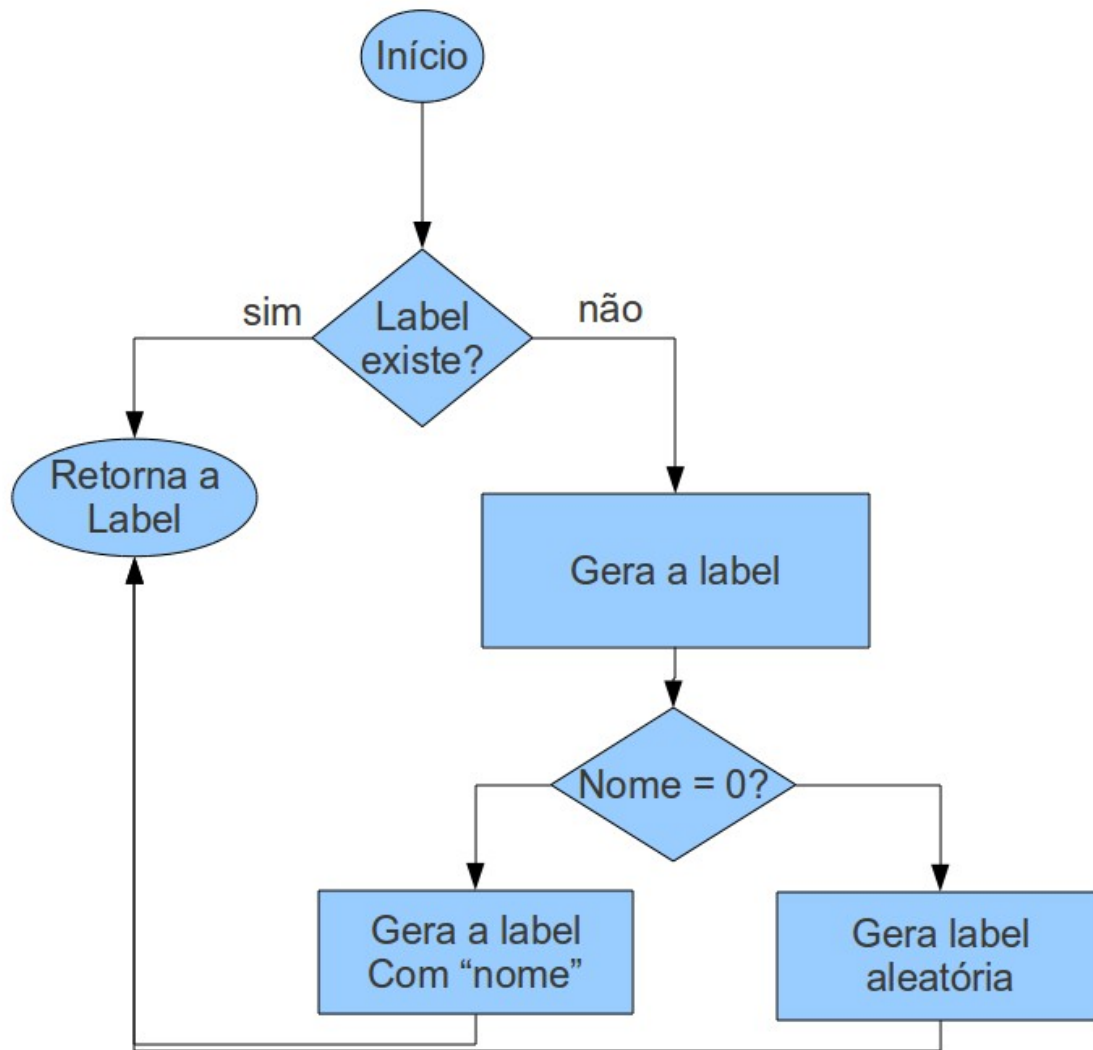 Início
sim
Label
existe?
não
Retorna a
Label
Gera a label
Nome = 0?
Gera a label
Com “nome”
Gera label
aleatória